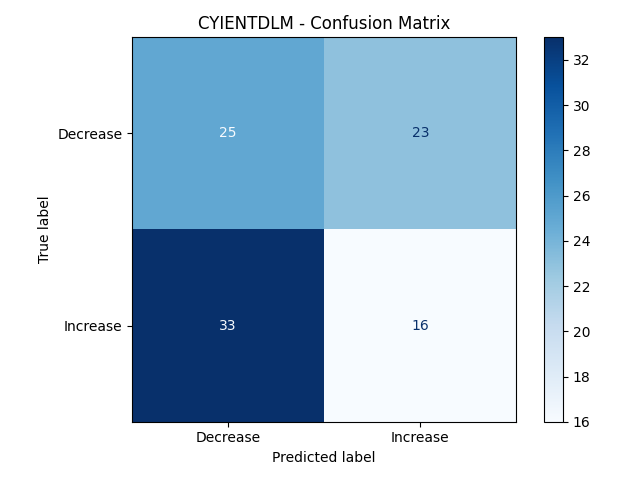 CYIENTDLM - Confusion Matrix
True label
Decrease
25
23
Increase
33
16
Decrease
Increase
Predicted label
32
30
28
26
24
22
20
18
16